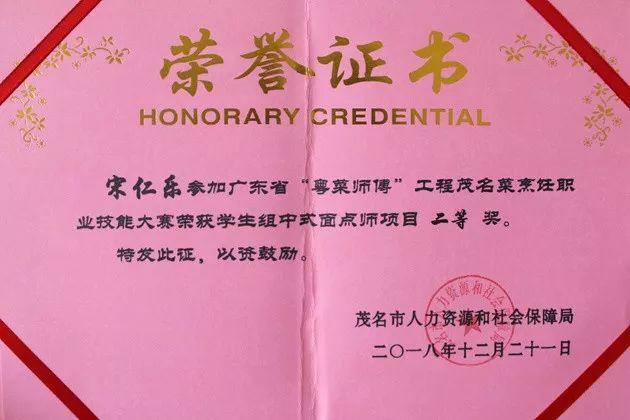 荣誉证书
HONORARY CREDENTIAL
宋仁乐参加广东省“粤菜师傅”工程茂名菜烹饪职
业技能大赛荣获学生组中式面点师项目 二等 奖。
特发此证，以资鼓励。
茂名市人力资源和社会保障局
二〇一八年十二月二十一日